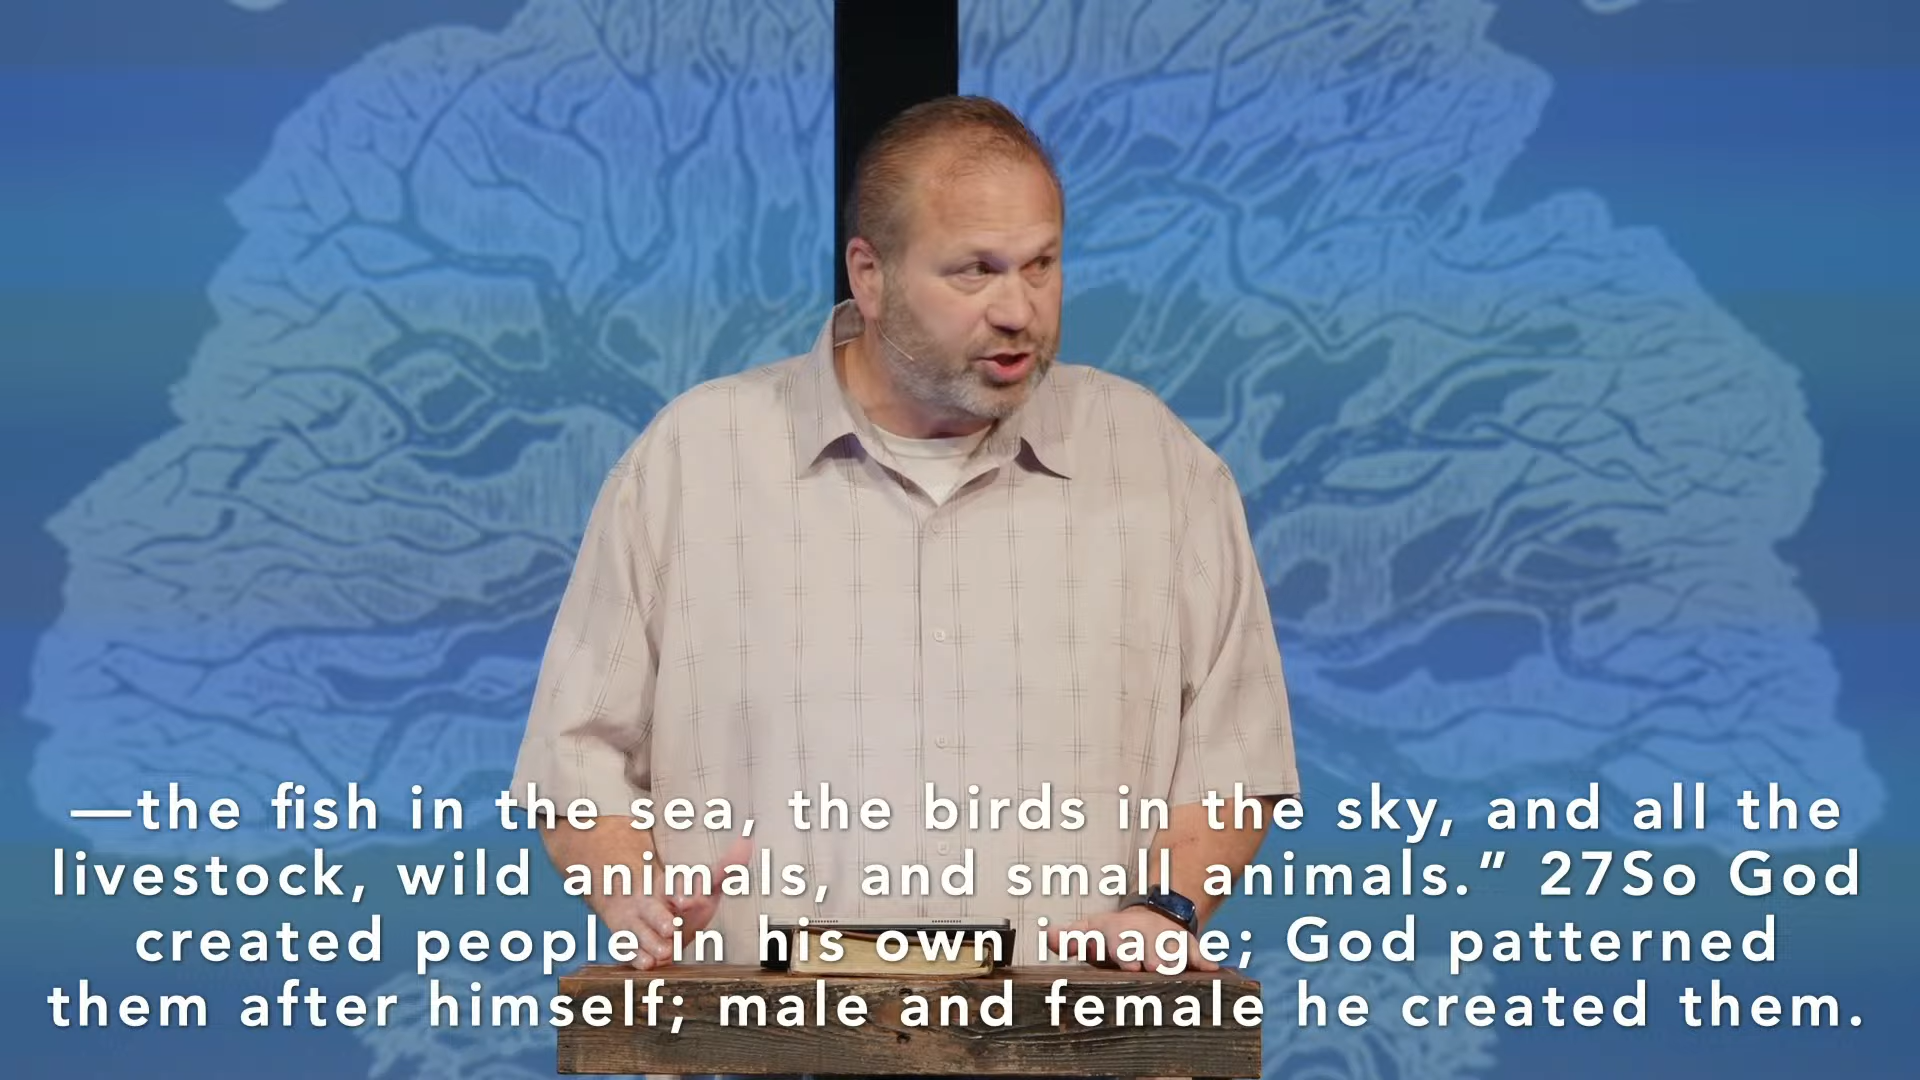 —the fish in the sea, the birds in the sky, and all the
livestock, wild animals, and small animals.” 27So God
created people in his own image; God patterned
them after himself; male and female he created them.